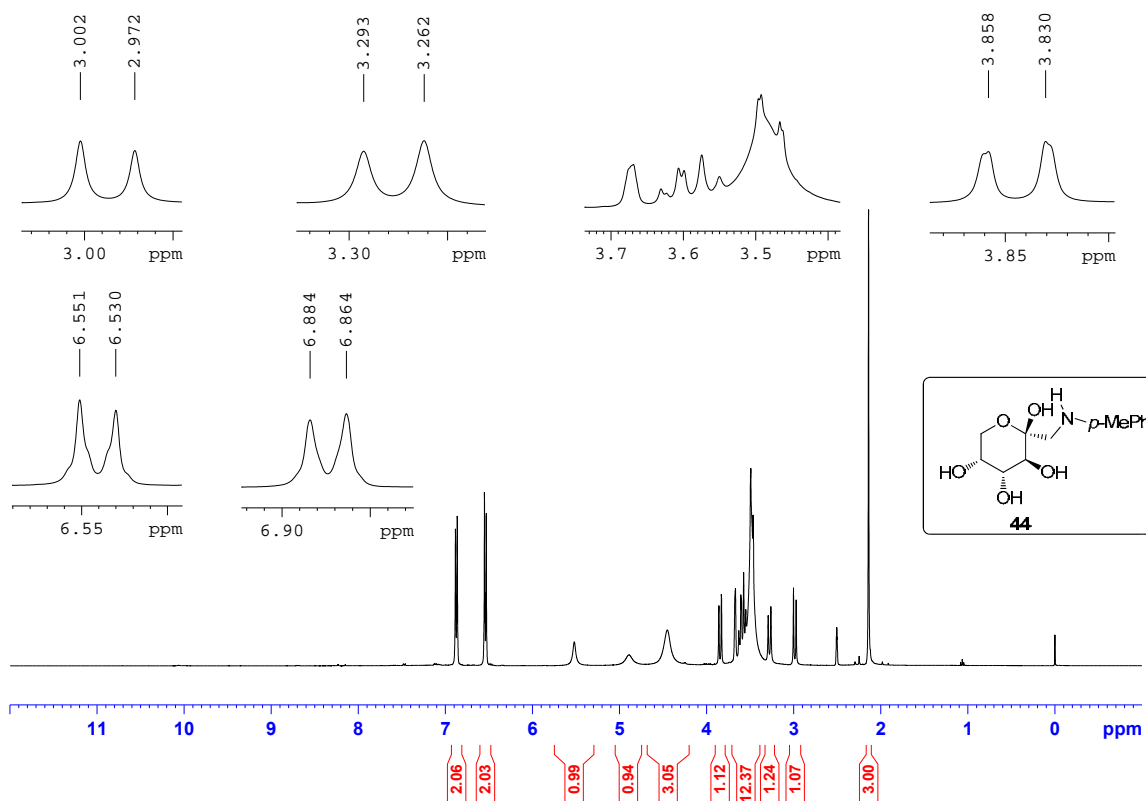 3.002
2.972
3.293
3.262
3.858
3.830
3.00 ppm
3.30 ppm
3.7 3.6 3.5 ppm
3.85 ppm
6.551
6.530
6.884
6.864
6.55 ppm
6.90 ppm
H
OH N p-MePh
O
HO OH
OH
44
11 10 9 8 7 6 5 4 3 2 1 0 ppm
2.06
2.03
0.99
0.94
3.05
1.12
12.37
1.24
1.07
3.00